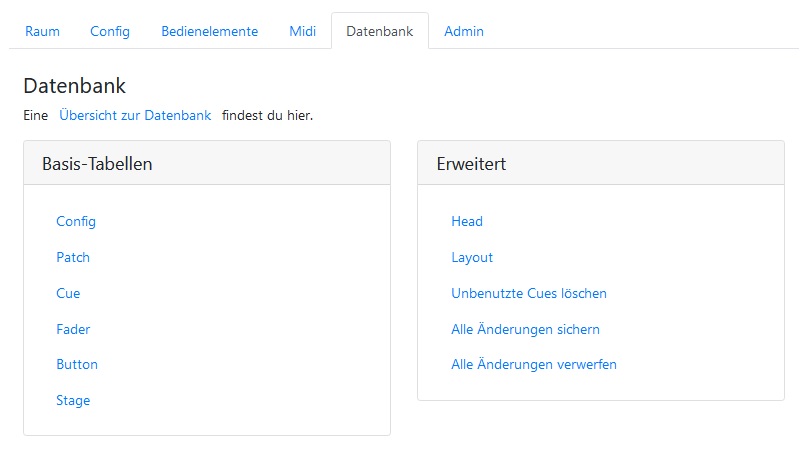 Raum Config Bedienelemente Midi Datenbank Admin
Datenbank
Eine Übersicht zur Datenbank findest du hier.
Basis-Tabellen
Config
Patch
Cue
Fader
Button
Stage
Erweitert
Head
Layout
Unbenutzte Cues löschen
Alle Änderungen sichern
Alle Änderungen verwerfen